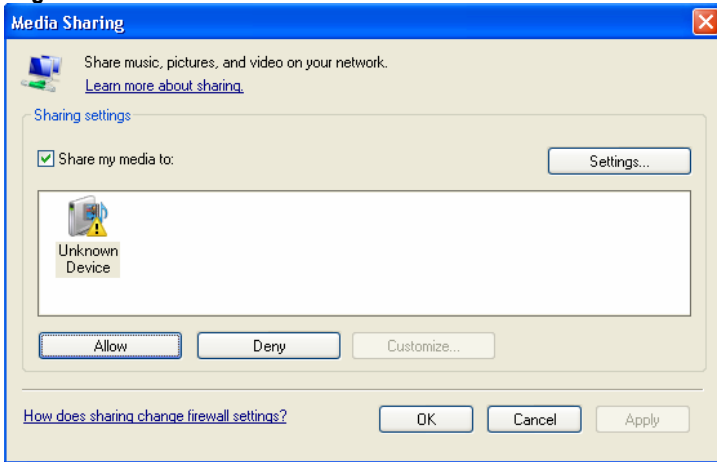 Media Sharing
Share music, pictures, and video on your network.
Learn more about sharing.
Sharing settings
Share my media to:
Settings...
Unknown
Device
Allow
Deny
Customize...
How does sharing change firewall settings?
OK
Cancel
Apply